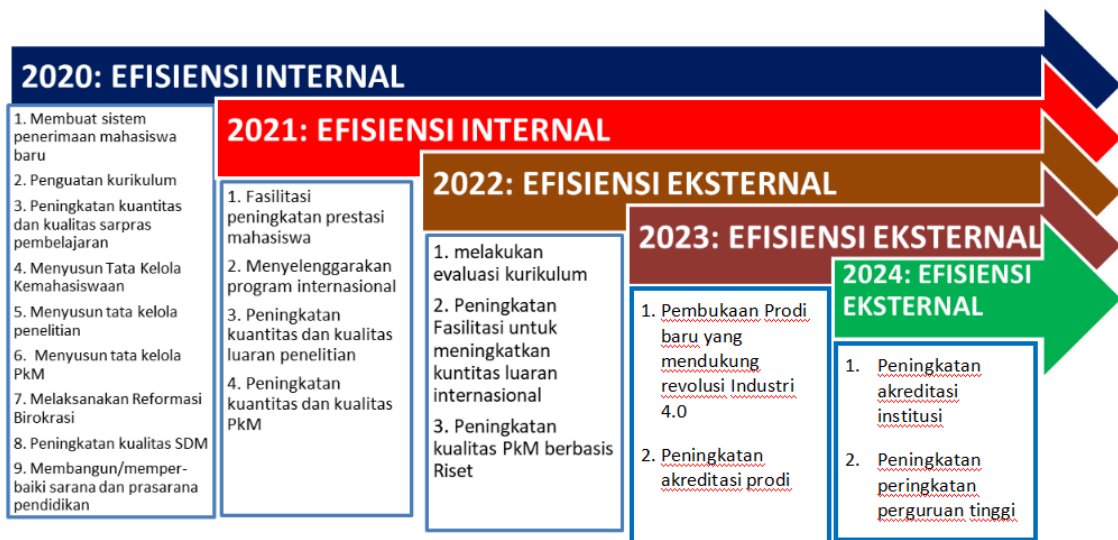 2020: EFISIENSI INTERNAL
1. Membuat sistem
penerimaan mahasiswa
baru
2. Penguatan kurikulum
3. Peningkatan kuantitas
dan kualitas sarpras
pembelajaran
4. Menyusun Tata Kelola
Kemahasiswaan
5. Menyusun tata kelola
penelitian
6. Menyusun tata kelola
PkM
7. Melaksanakan Reformasi
Birokrasi
8. Peningkatan kualitas SDM
9. Membangun/memper-
baiki sarana dan prasarana
pendidikan
2021: EFISIENSI INTERNAL
1. Fasilitasi
peningkatan prestasi
mahasiswa
2. Menyelenggarakan
program internasional
3. Peningkatan
kuantitas dan kualitas
luaran penelitian
4. Peningkatan
kuantitas dan kualitas
PkM
2022: EFISIENSI EKSTERNAL
1. melakukan
evaluasi kurikulum
2. Peningkatan
Fasilitasi untuk
meningkatkan
kuntitas luaran
internasional
3. Peningkatan
kualitas PkM berbasis
Riset
2023: EFISIENSI EKSTERNAL
1. Pembukaan Prodi
baru yang
mendukung
revolusi Industri
4.0
2. Peningkatan
akreditasi prodi
2024: EFISIENSI
EKSTERNAL
1. Peningkatan
akreditasi
institusi
2. Peningkatan
peringkatan
perguruan tinggi